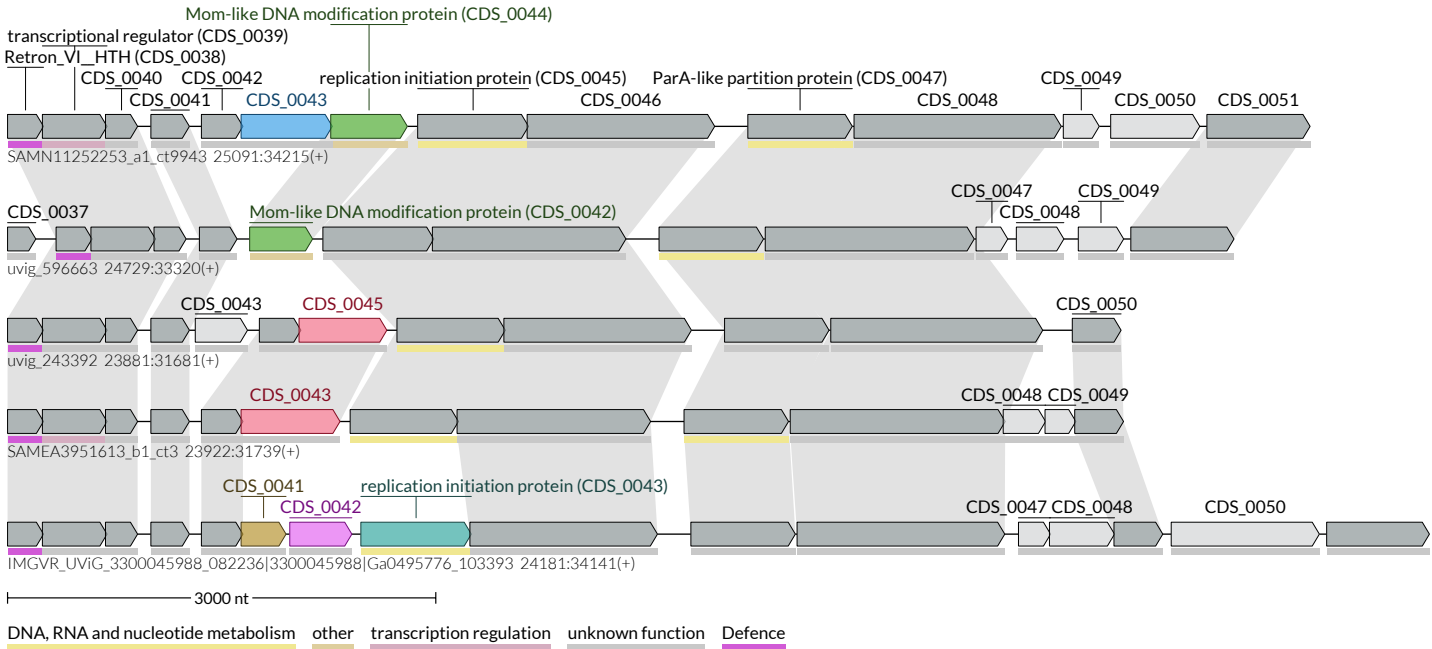 Mom-like DNA modification protein (CDS_0044)
transcriptional regulator (CDS_0039)
Retron_VI__HTH (CDS_0038)
CDS_0040 CDS_0042 replication initiation protein (CDS_0045) ParA-like partition protein (CDS_0047) CDS_0049
CDS_0041 CDS_0043 CDS_0046 CDS_0048 CDS_0050 CDS_0051
SAMN11252253_a1_ct9943 25091:34215(+)
CDS_0047 CDS_0049
CDS_0037 Mom-like DNA modification protein (CDS_0042) CDS_0048
uvig_596663 24729:33320(+)
CDS_0043 CDS_0045 CDS_0050
uvig_243392 23881:31681(+)
CDS_0043 CDS_0048 CDS_0049
SAMEA3951613_b1_ct3 23922:31739(+)
CDS_0041 replication initiation protein (CDS_0043)
CDS_0042 CDS_0047 CDS_0048 CDS_0050
IMGVR_UViG_3300045988_082236|3300045988|Ga0495776_103393 24181:34141(+)
3000 nt
DNA, RNA and nucleotide metabolism other transcription regulation unknown function Defence